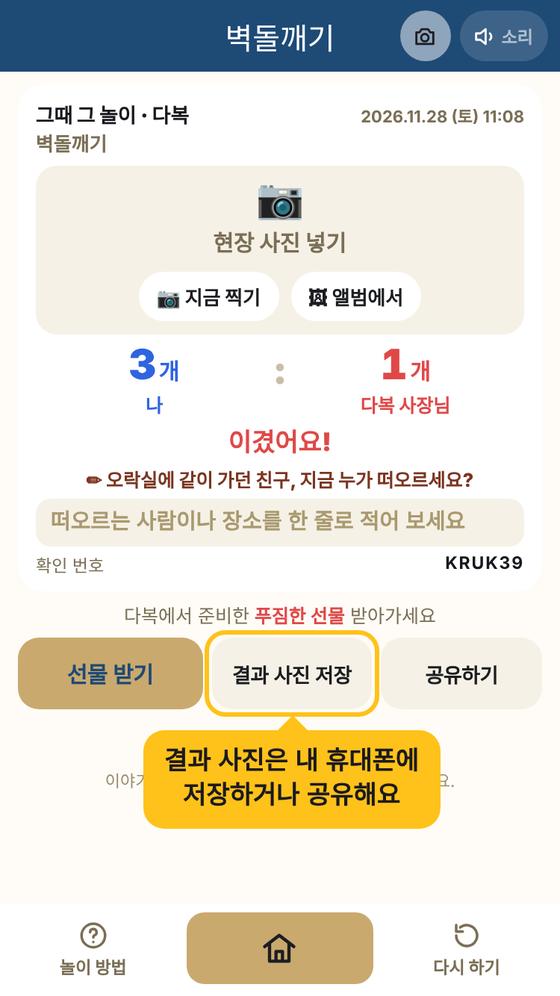 벽돌깨기
소리
그때 그 놀이 · 다복
2026.11.28 (토) 11:08
벽돌깨기
현장 사진 넣기
지금 찍기
앨범에서
3개 : 1개
나
다복 사장님
이겼어요!
✏ 오락실에 같이 가던 친구, 지금 누가 떠오르세요?
떠오르는 사람이나 장소를 한 줄로 적어 보세요
확인 번호
KRUK39
다복에서 준비한 푸짐한 선물 받아가세요
선물 받기
결과 사진 저장
공유하기
결과 사진은 내 휴대폰에
저장하거나 공유해요
놀이 방법
다시 하기